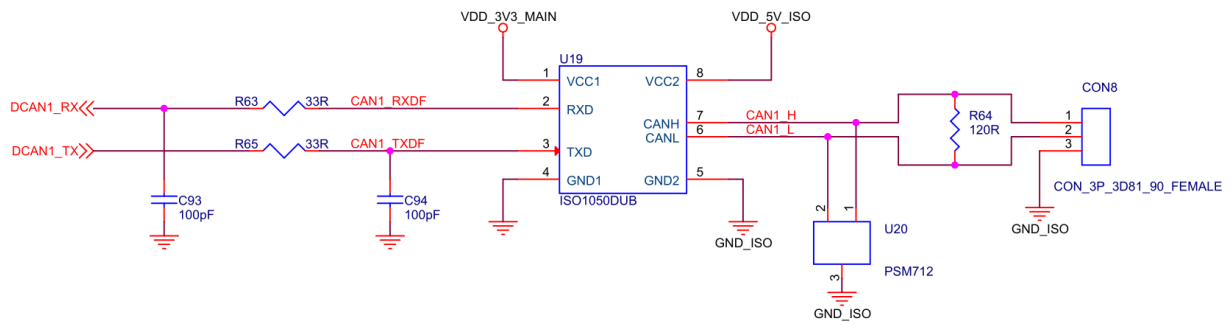 VDD_3V3_MAIN
VDD_5V_ISO
U19
1 VCC1 VCC2 8
DCAN1_RX R63 33R CAN1_RXDF 2 RXD
CANH 7 CAN1_H
CANL 6 CAN1_L
R64
120R
CON8
1
2
3
DCAN1_TX R65 33R CAN1_TXDF 3 TXD
4 GND1 GND2 5
ISO1050DUB
CON_3P_3D81_90_FEMALE
C93
100pF
C94
100pF
GND_ISO
2 1
U20
PSM712
3
GND_ISO
GND_ISO